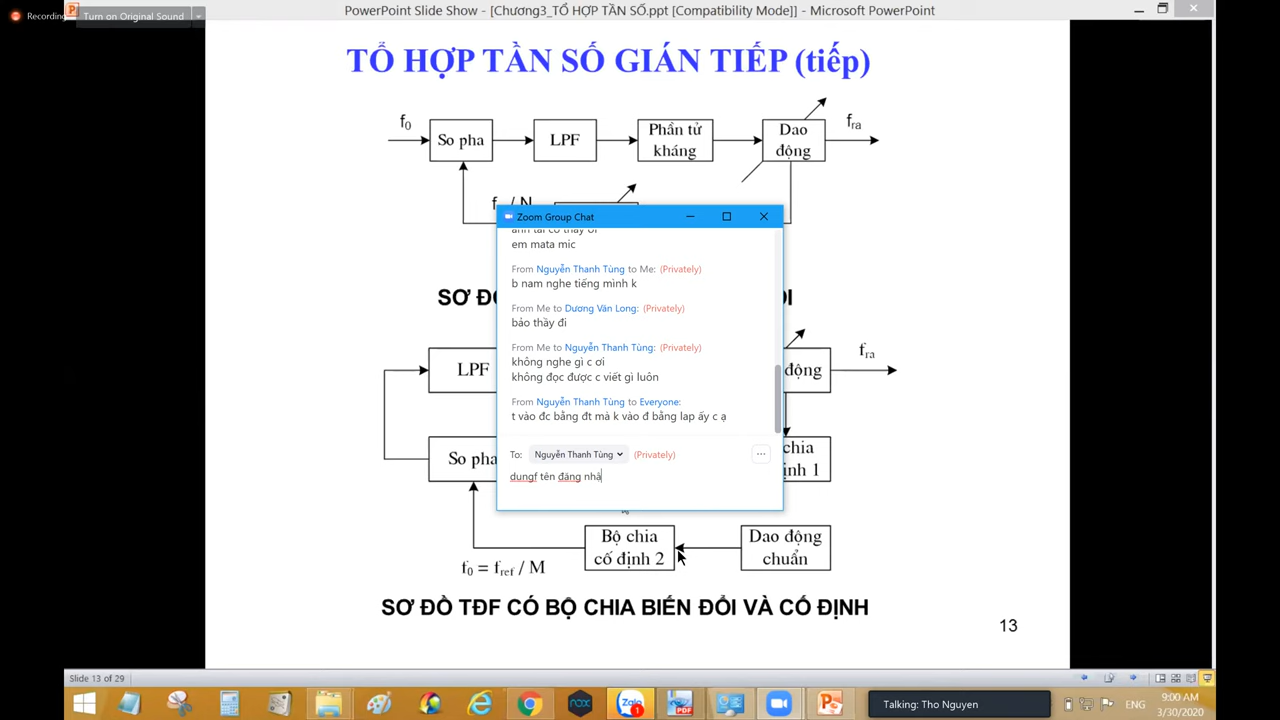 Recording
Turn on Original Sound
PowerPoint Slide Show - [Chương3_TỔ HỢP TẦN SỐ.ppt [Compatibility Mode]] - Microsoft PowerPoint
TỔ HỢP TẦN SỐ GIÁN TIẾP (tiếp)
f0
So pha
LPF
Phần tử
kháng
Dao
động
fra
Zoom Group Chat
em mata mic
From Nguyễn Thanh Tùng to Me: (Privately)
b nam nghe tiếng mình k
From Me to Dương Văn Long: (Privately)
bảo thầy đi
From Me to Nguyễn Thanh Tùng: (Privately)
không nghe gì c ơi
không đọc được c viết gì luôn
From Nguyễn Thanh Tùng to Everyone:
t vào đc bằng đt mà k vào đ bằng lap ấy c ạ
To: Nguyễn Thanh Tùng (Privately)
dungf tên đăng nhâ
SƠ
LPF
động
fra
So pha
chia
1
Bộ chia
cố định 2
Dao động
chuẩn
f0 = fref / M
SƠ ĐỒ TĐF CÓ BỘ CHIA BIẾN ĐỔI VÀ CỐ ĐỊNH
13
Slide 13 of 29
nox
Zalo
1
PDF
Talking: Tho Nguyen
ENG
9:00 AM
3/30/2020